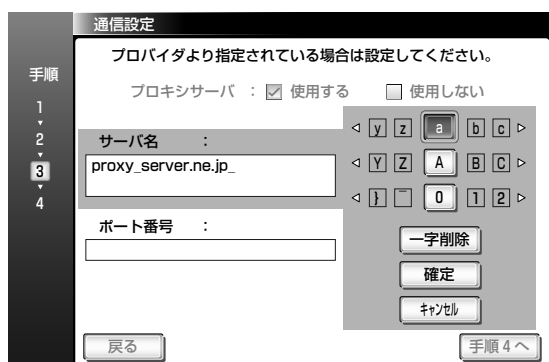 通信設定
手順
1
2
3
4
プロバイダより指定されている場合は設定してください。
プロキシサーバ : 使用する 使用しない
サーバ名 :
proxy_server.ne.jp_
ポート番号 :
y z a b c
Y Z A B C
} ‾ 0 1 2
一字削除
確定
キャンセル
戻る
手順4へ